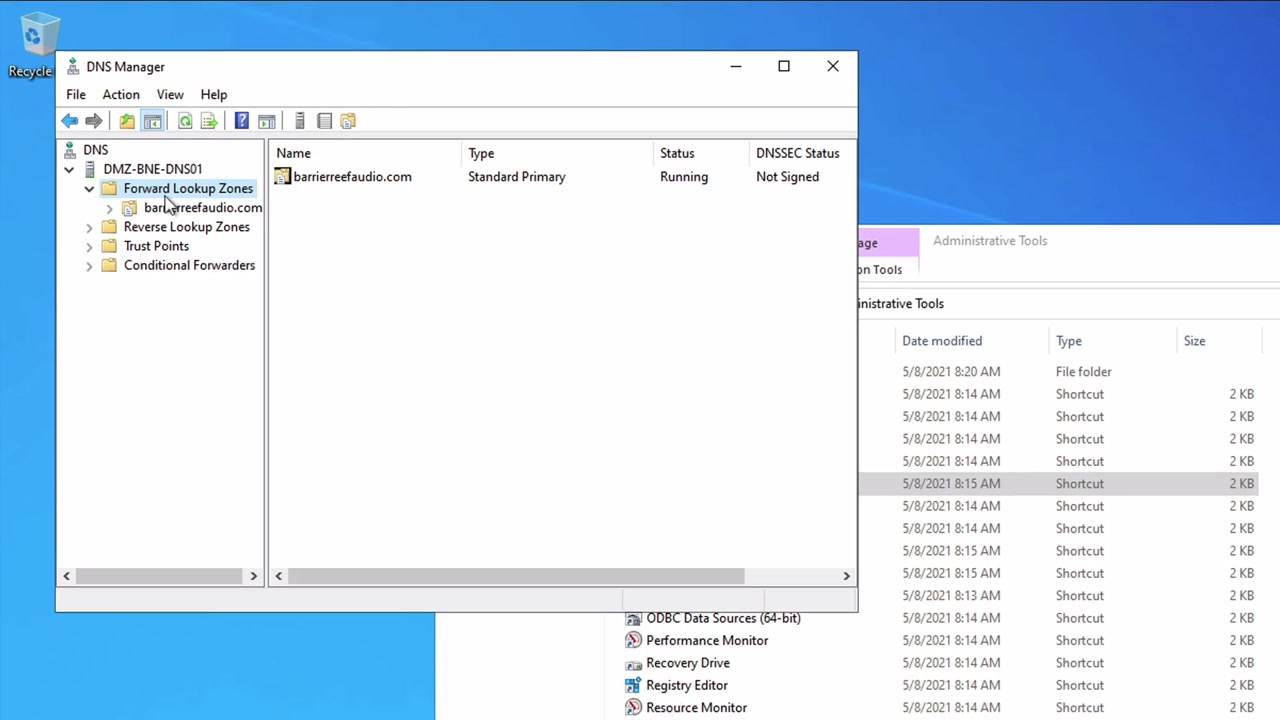 Recycle
DNS Manager
File Action View Help
DNS
DMZ-BNE-DNS01
Forward Lookup Zones
barrierreefaudio.com
Reverse Lookup Zones
Trust Points
Conditional Forwarders
Name Type Status DNSSEC Status
barrierreefaudio.com Standard Primary Running Not Signed
age Administrative Tools
on Tools
inistrative Tools
Date modified Type Size
5/8/2021 8:20 AM File folder
5/8/2021 8:14 AM Shortcut 2 KB
5/8/2021 8:14 AM Shortcut 2 KB
5/8/2021 8:14 AM Shortcut 2 KB
5/8/2021 8:14 AM Shortcut 2 KB
5/8/2021 8:15 AM Shortcut 2 KB
5/8/2021 8:14 AM Shortcut 2 KB
5/8/2021 8:14 AM Shortcut 2 KB
5/8/2021 8:15 AM Shortcut 2 KB
5/8/2021 8:15 AM Shortcut 2 KB
5/8/2021 8:13 AM Shortcut 2 KB
ODBC Data Sources (64-bit) 5/8/2021 8:14 AM Shortcut 2 KB
Performance Monitor 5/8/2021 8:14 AM Shortcut 2 KB
Recovery Drive 5/8/2021 8:14 AM Shortcut 2 KB
Registry Editor 5/8/2021 8:14 AM Shortcut 2 KB
Resource Monitor 5/8/2021 8:14 AM Shortcut 2 KB